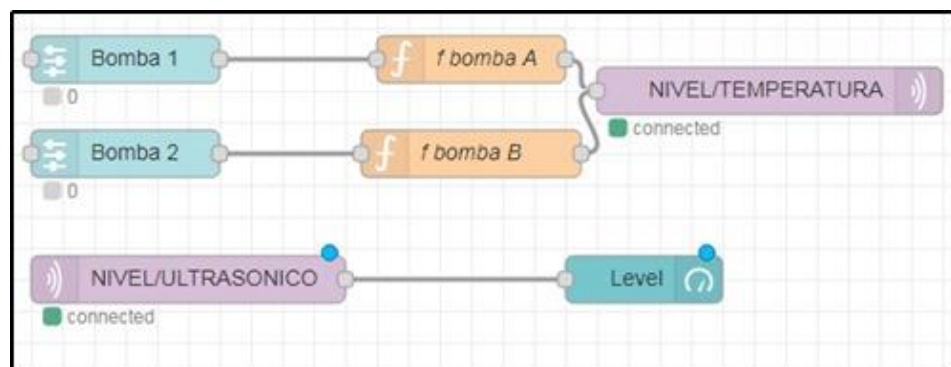 Bomba 1
f bomba A
0
NIVEL/TEMPERATURA
connected
Bomba 2
f bomba B
0
NIVEL/ULTRASONICO
Level
connected